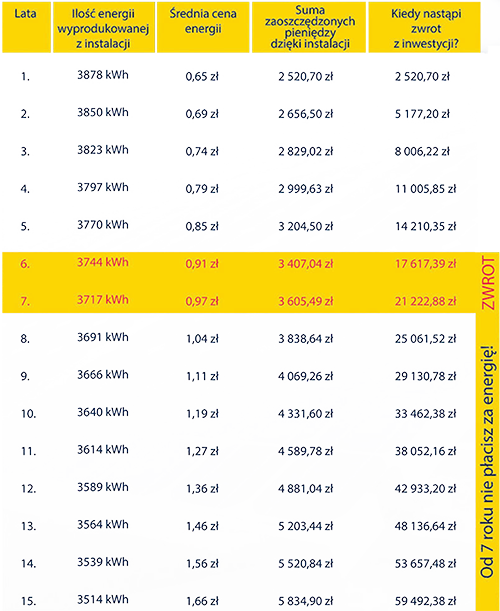 Lata
Ilość energii
wyprodukowanej
z instalacji
Średnia cena
energii
Suma
zaoszczędzonych
pieniędzy
dzięki instalacji
Kiedy nastąpi
zwrot
z inwestycji?
1. 3878 kWh 0,65 zł 2 520,70 zł 2 520,70 zł
2. 3850 kWh 0,69 zł 2 656,50 zł 5 177,20 zł
3. 3823 kWh 0,74 zł 2 829,02 zł 8 006,22 zł
4. 3797 kWh 0,79 zł 2 999,63 zł 11 005,85 zł
5. 3770 kWh 0,85 zł 3 204,50 zł 14 210,35 zł
6. 3744 kWh 0,91 zł 3 407,04 zł 17 617,39 zł
7. 3717 kWh 0,97 zł 3 605,49 zł 21 222,88 zł
8. 3691 kWh 1,04 zł 3 838,64 zł 25 061,52 zł
9. 3666 kWh 1,11 zł 4 069,26 zł 29 130,78 zł
10. 3640 kWh 1,19 zł 4 331,60 zł 33 462,38 zł
11. 3614 kWh 1,27 zł 4 589,78 zł 38 052,16 zł
12. 3589 kWh 1,36 zł 4 881,04 zł 42 933,20 zł
13. 3564 kWh 1,46 zł 5 203,44 zł 48 136,64 zł
14. 3539 kWh 1,56 zł 5 520,84 zł 53 657,48 zł
15. 3514 kWh 1,66 zł 5 834,90 zł 59 492,38 zł
ZWROT
Od 7 roku nie płacisz za energię!